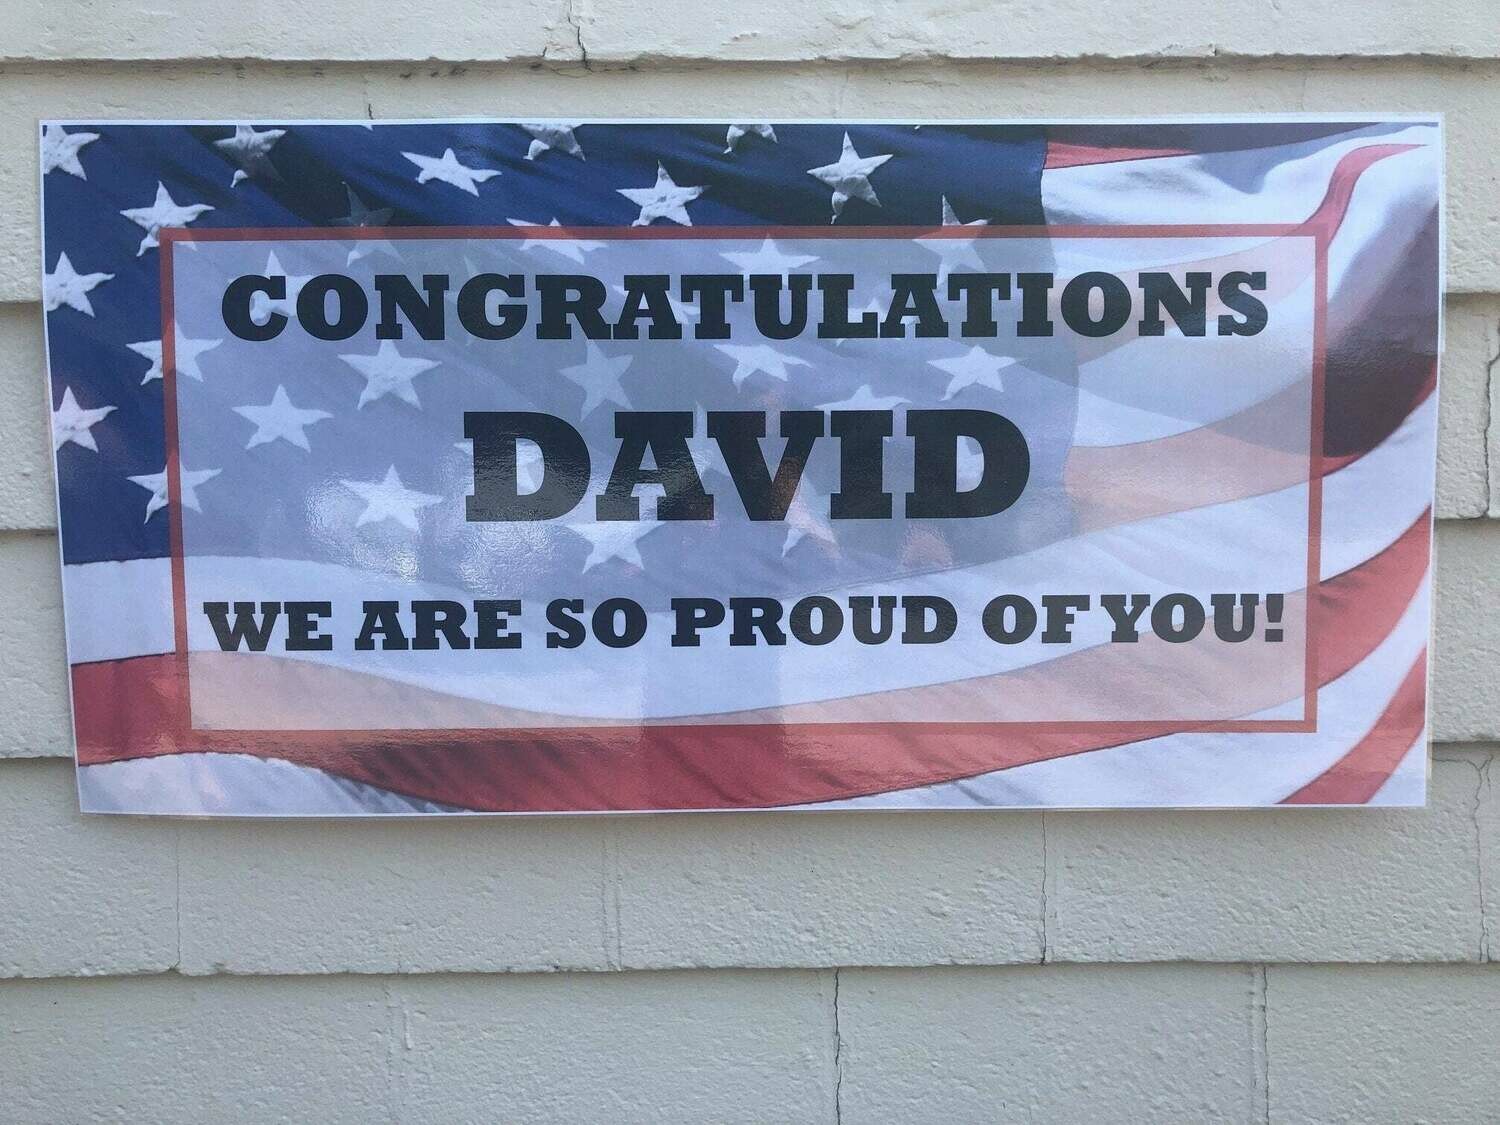 CONGRATULATIONS
DAVID
WE ARE SO PROUD OF YOU!